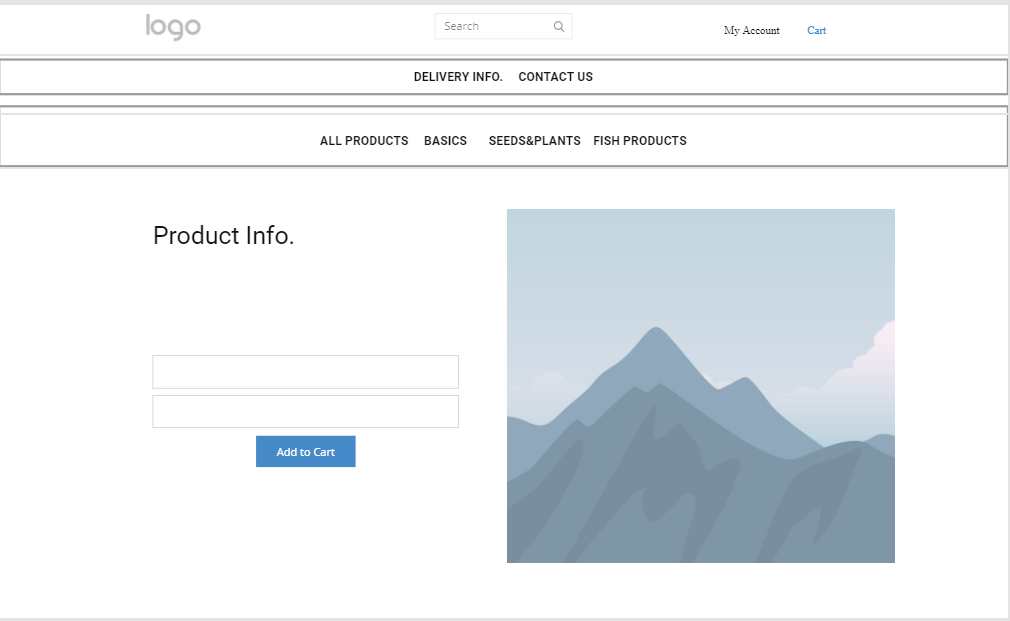 logo
Search
My Account Cart
DELIVERY INFO. CONTACT US
ALL PRODUCTS BASICS SEEDS&PLANTS FISH PRODUCTS
Product Info.
Add to Cart